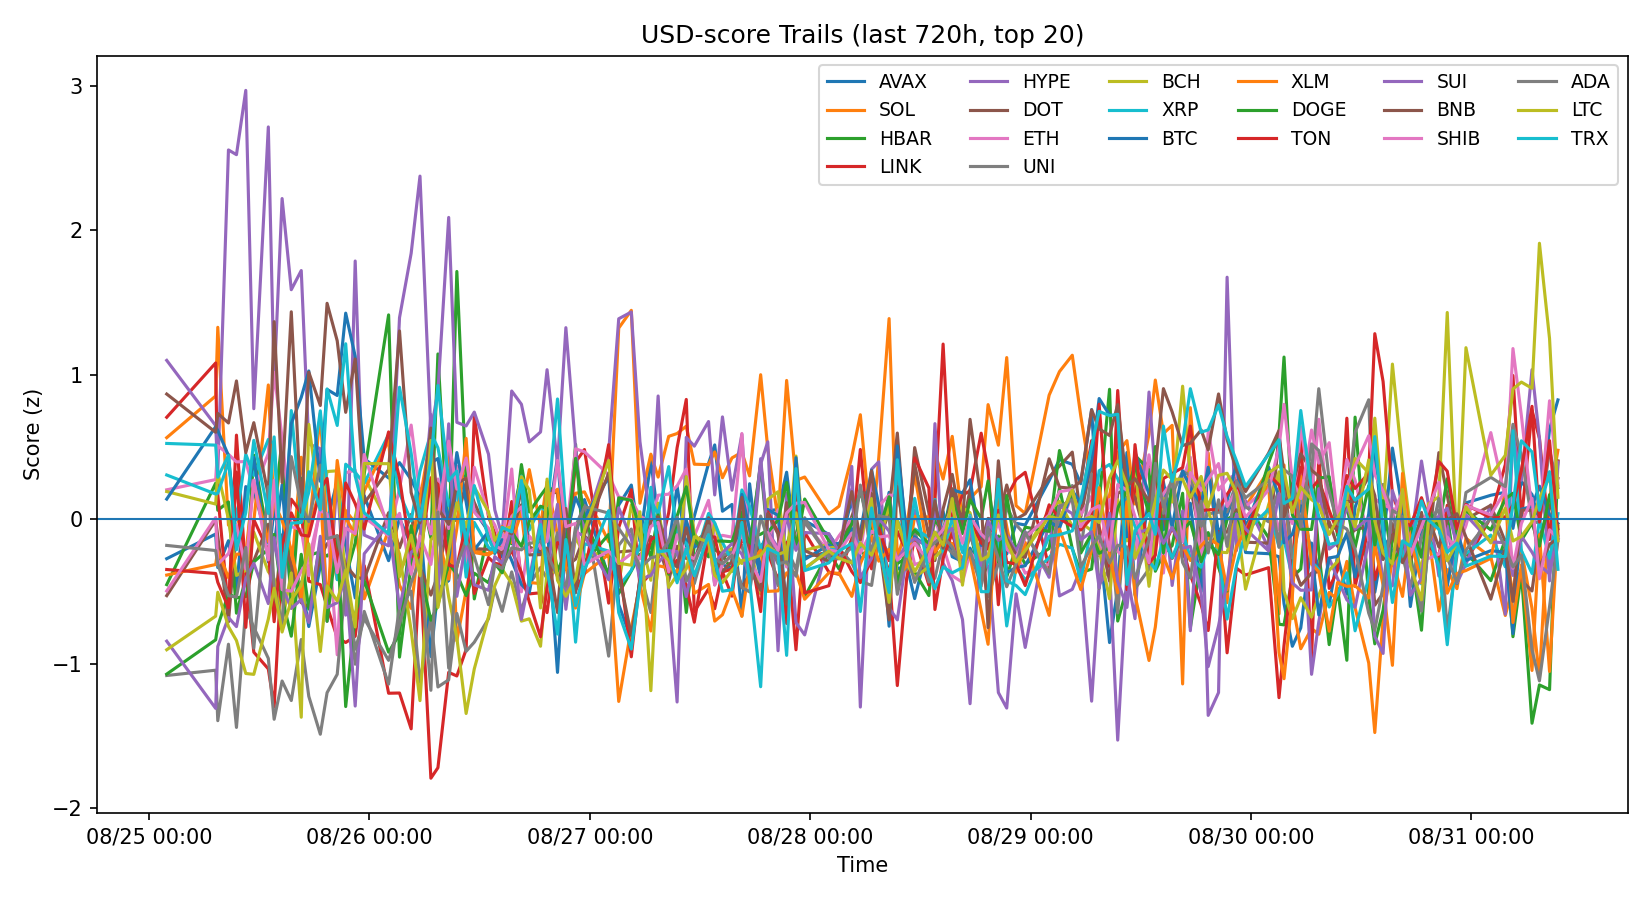 USD-score Trails (last 720h, top 20)
AVAX HYPE BCH XLM SUI ADA
SOL DOT XRP DOGE BNB LTC
HBAR ETH BTC TON SHIB TRX
LINK UNI
3
2
1
0
−1
−2
Score (z)
08/25 00:00 08/26 00:00 08/27 00:00 08/28 00:00 08/29 00:00 08/30 00:00 08/31 00:00
Time